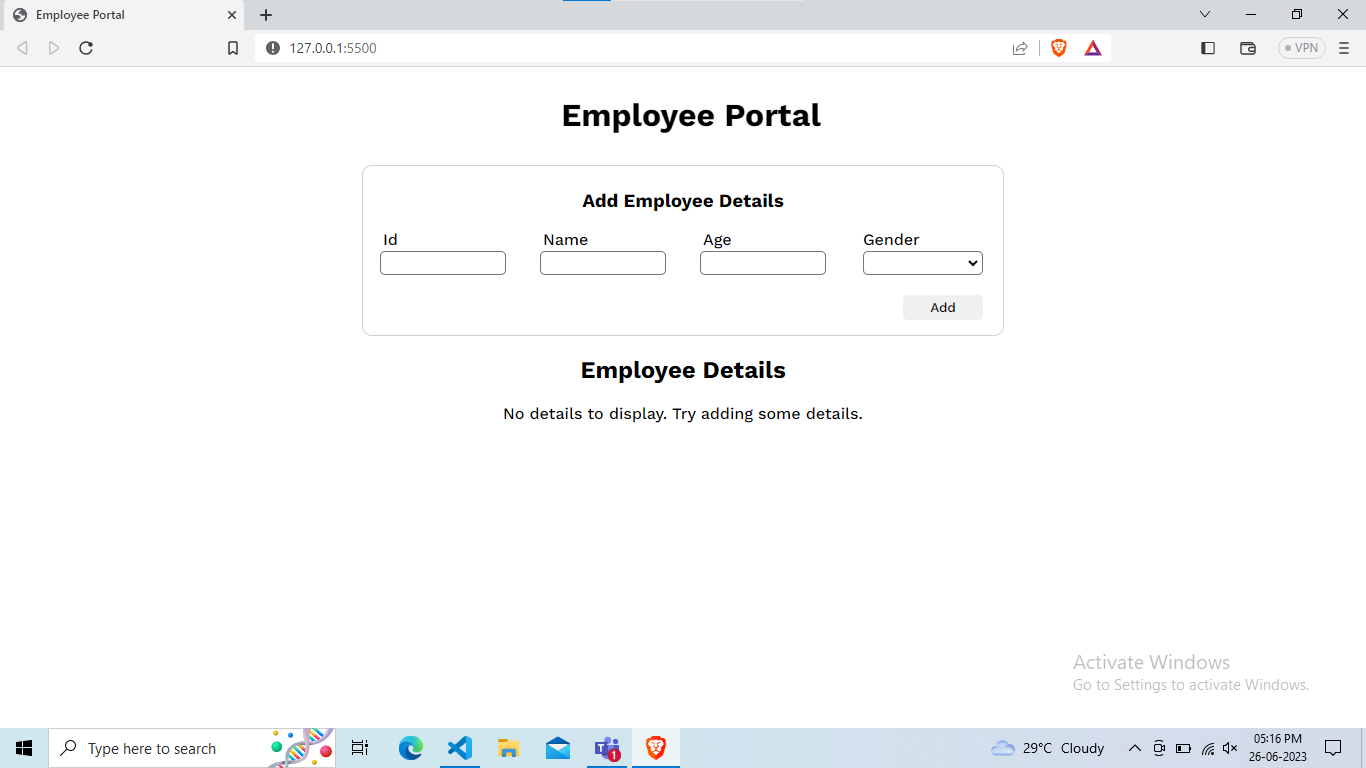 Employee Portal
127.0.0.1:5500
VPN
Employee Portal
Add Employee Details
Id Name Age Gender
Add
Employee Details
No details to display. Try adding some details.
Activate Windows
Go to Settings to activate Windows.
Type here to search
1
29°C Cloudy
05:16 PM
26-06-2023